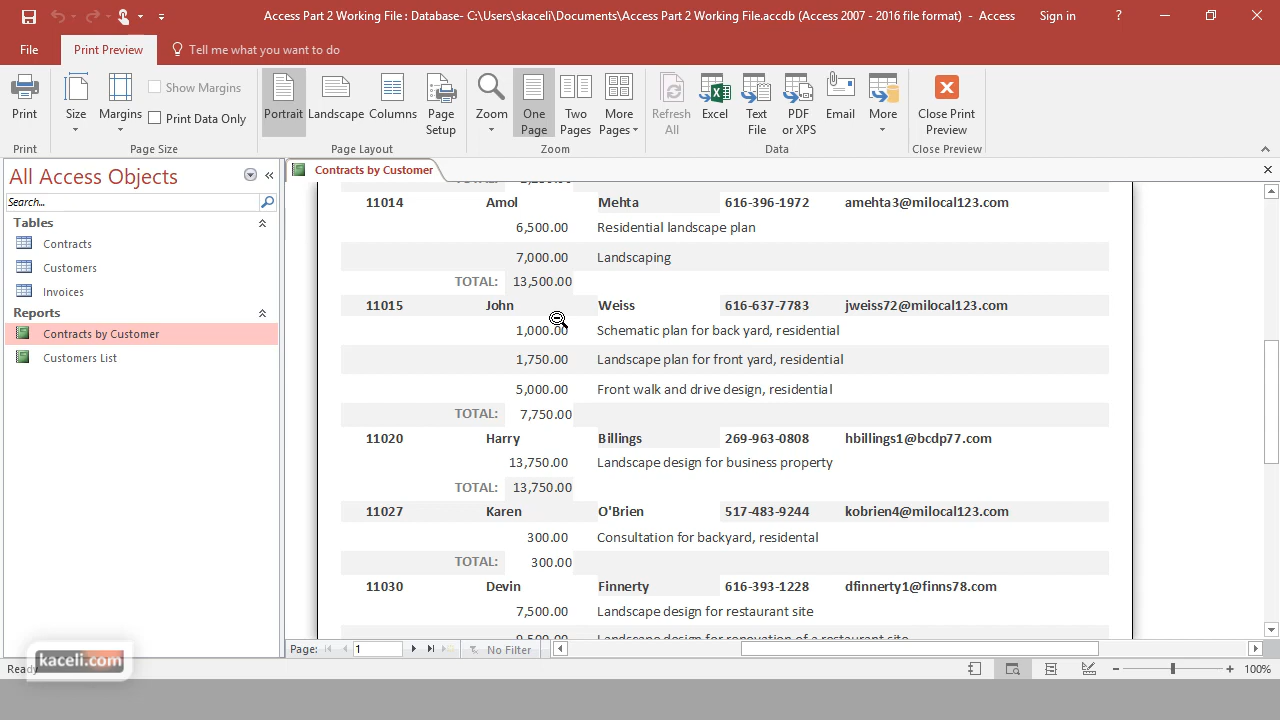 Access Part 2 Working File : Database- C:\Users\skaceli\Documents\Access Part 2 Working File.accdb (Access 2007 - 2016 file format) - Access
Sign in
?
File
Print Preview
Tell me what you want to do
Print
Size
Margins
Show Margins
Print Data Only
Portrait
Landscape
Columns
Page Setup
Zoom
One Page
Two Pages
More Pages
Refresh All
Excel
Text File
PDF or XPS
Email
More
Close Print Preview
Print
Page Size
Page Layout
Zoom
Data
Close Preview
All Access Objects
Search...
Tables
Contracts
Customers
Invoices
Reports
Contracts by Customer
Customers List
Contracts by Customer
11014 Amol Mehta 616-396-1972 amehta3@milocal123.com
6,500.00 Residential landscape plan
7,000.00 Landscaping
TOTAL: 13,500.00
11015 John Weiss 616-637-7783 jweiss72@milocal123.com
1,000.00 Schematic plan for back yard, residential
1,750.00 Landscape plan for front yard, residential
5,000.00 Front walk and drive design, residential
TOTAL: 7,750.00
11020 Harry Billings 269-963-0808 hbillings1@bcdp77.com
13,750.00 Landscape design for business property
TOTAL: 13,750.00
11027 Karen O'Brien 517-483-9244 kobrien4@milocal123.com
300.00 Consultation for backyard, residental
TOTAL: 300.00
11030 Devin Finnerty 616-393-1228 dfinnerty1@finns78.com
7,500.00 Landscape design for restaurant site
9,500.00 Landscape design for renovation of a restaurant site
Page: 1 No Filter
Ready
100%
kaceli.com